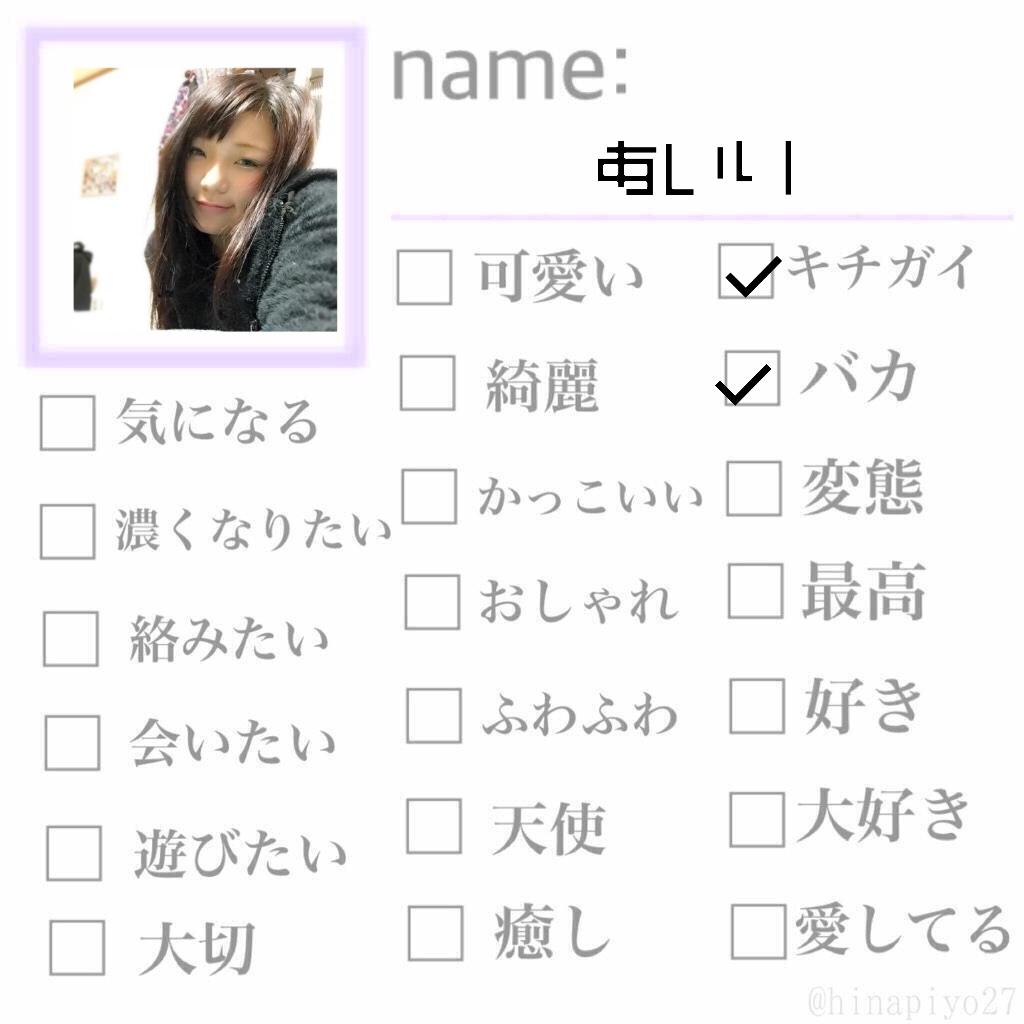 name:
あしいー
可愛い
キチガイ
綺麗
バカ
気になる
かっこいい
変態
濃くなりたい
おしゃれ
最高
絡みたい
ふわふわ
好き
会いたい
天使
大好き
遊びたい
癒し
愛してる
大切
@hinapiyo27